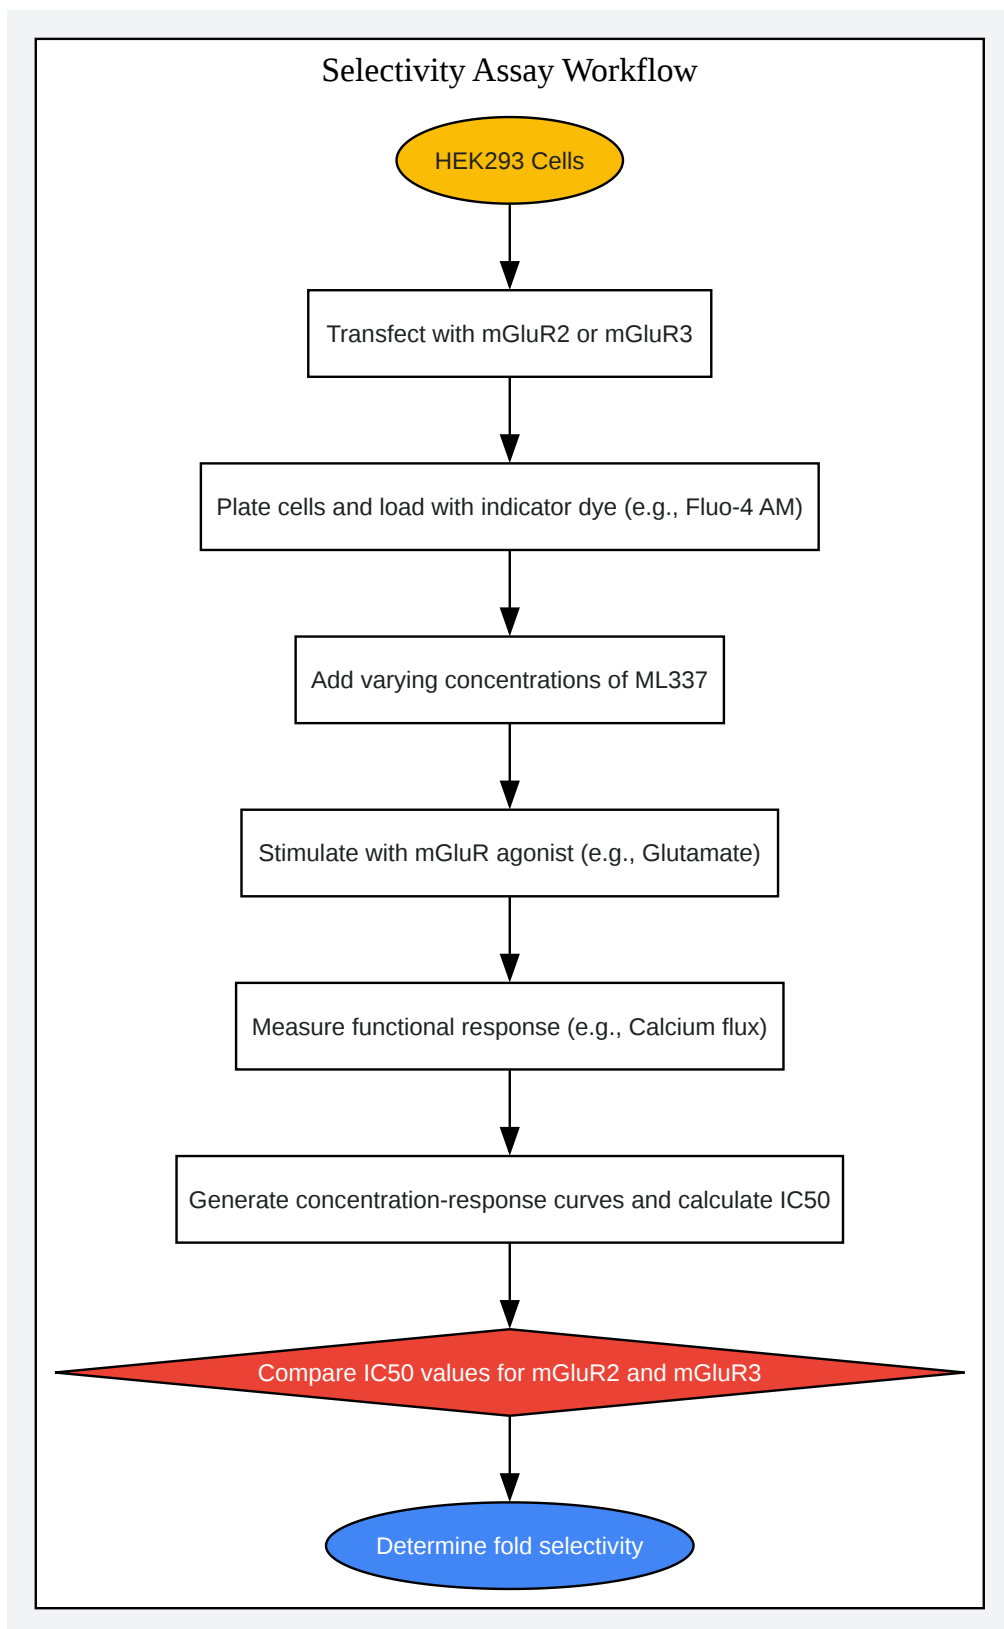 Selectivity Assay Workflow
HEK293 Cells
Transfect with mGluR2 or mGluR3
Plate cells and load with indicator dye (e.g., Fluo-4 AM)
Add varying concentrations of ML337
Stimulate with mGluR agonist (e.g., Glutamate)
Measure functional response (e.g., Calcium flux)
Generate concentration-response curves and calculate IC50
Compare IC50 values for mGluR2 and mGluR3
Determine fold selectivity